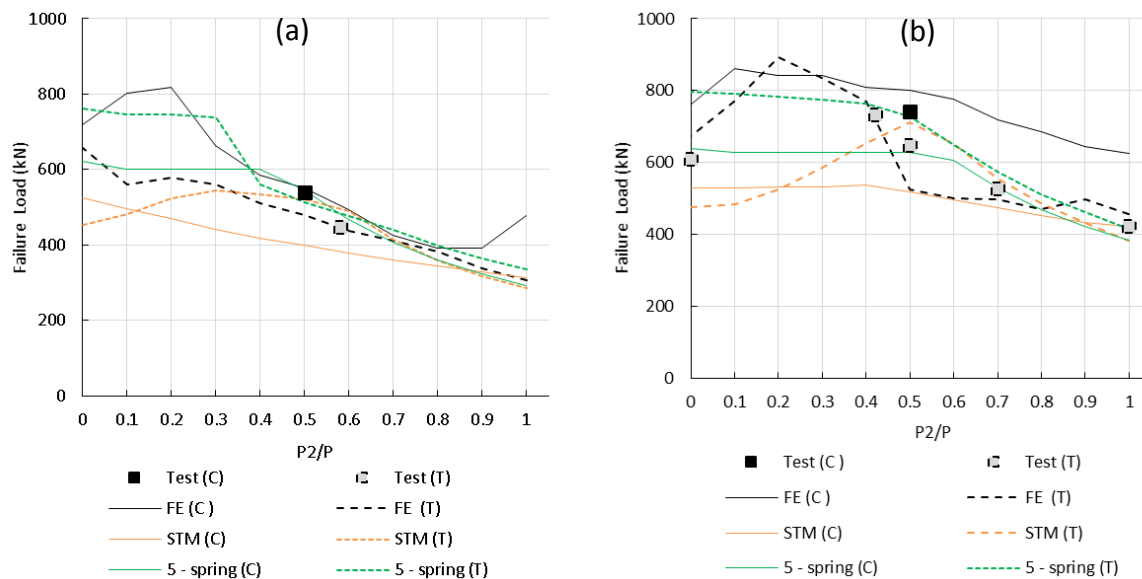 (a)
1000
800
600
400
200
0
Failure Load (kN)
0 0.1 0.2 0.3 0.4 0.5 0.6 0.7 0.8 0.9 1
P2/P
Test (C) Test (T)
FE (C ) FE (T)
STM (C) STM (T)
5 - spring (C) 5 - spring (T)
(b)
1000
800
600
400
200
0
Failure Load (kN)
0 0.1 0.2 0.3 0.4 0.5 0.6 0.7 0.8 0.9 1
P2/P
Test (C ) Test (T)
FE (C ) FE (T)
STM (C) STM (T)
5 - spring (C) 5 - spring (T)